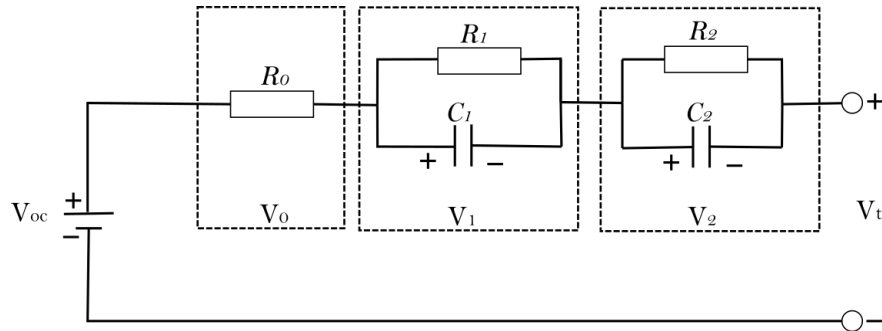 R0
R1
C1
R2
C2
+
+ − + −
+
Voc
−
V0
V1
V2
Vt
−